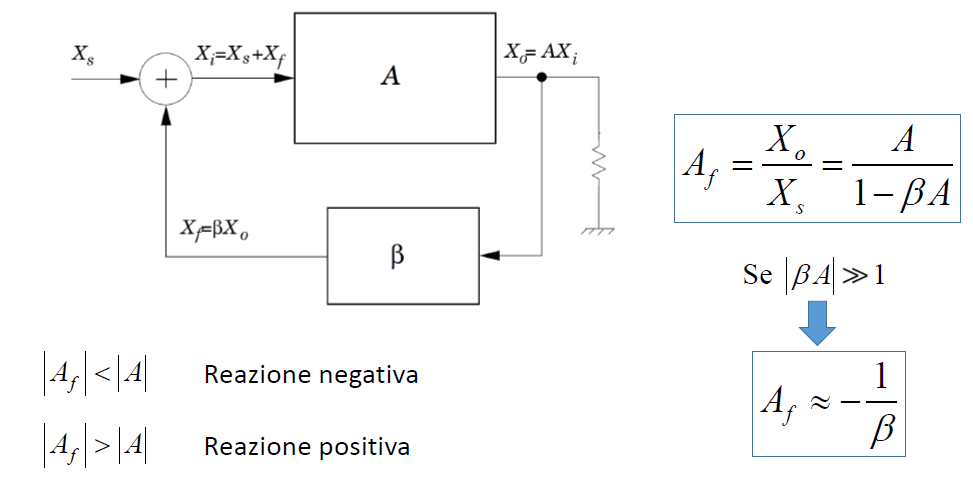 X_s
+
X_i=X_s+X_f
A
X_o= AX_i
X_f=βX_o
β
A_f = X_o / X_s = A / (1 − βA)
Se |βA| ≫ 1
A_f ≈ − 1 / β
|A_f| < |A| Reazione negativa
|A_f| > |A| Reazione positiva